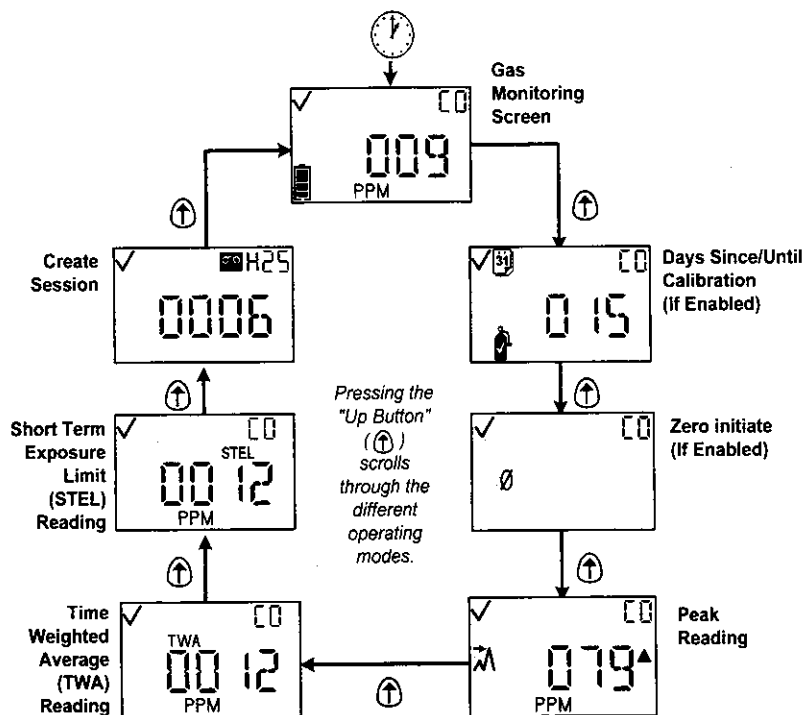 Gas
Monitoring
Screen
CO
009
PPM
Days Since/Until
Calibration
(If Enabled)
31
CO
015
Zero initiate
(If Enabled)
CO
Ø
Peak
Reading
CO
079
PPM
Time
Weighted
Average
(TWA)
Reading
CO
TWA
0012
PPM
Short Term
Exposure
Limit
(STEL)
Reading
CO
STEL
0012
PPM
Create
Session
H2S
0006
Pressing the
"Up Button"
( )
scrolls
through the
different
operating
modes.